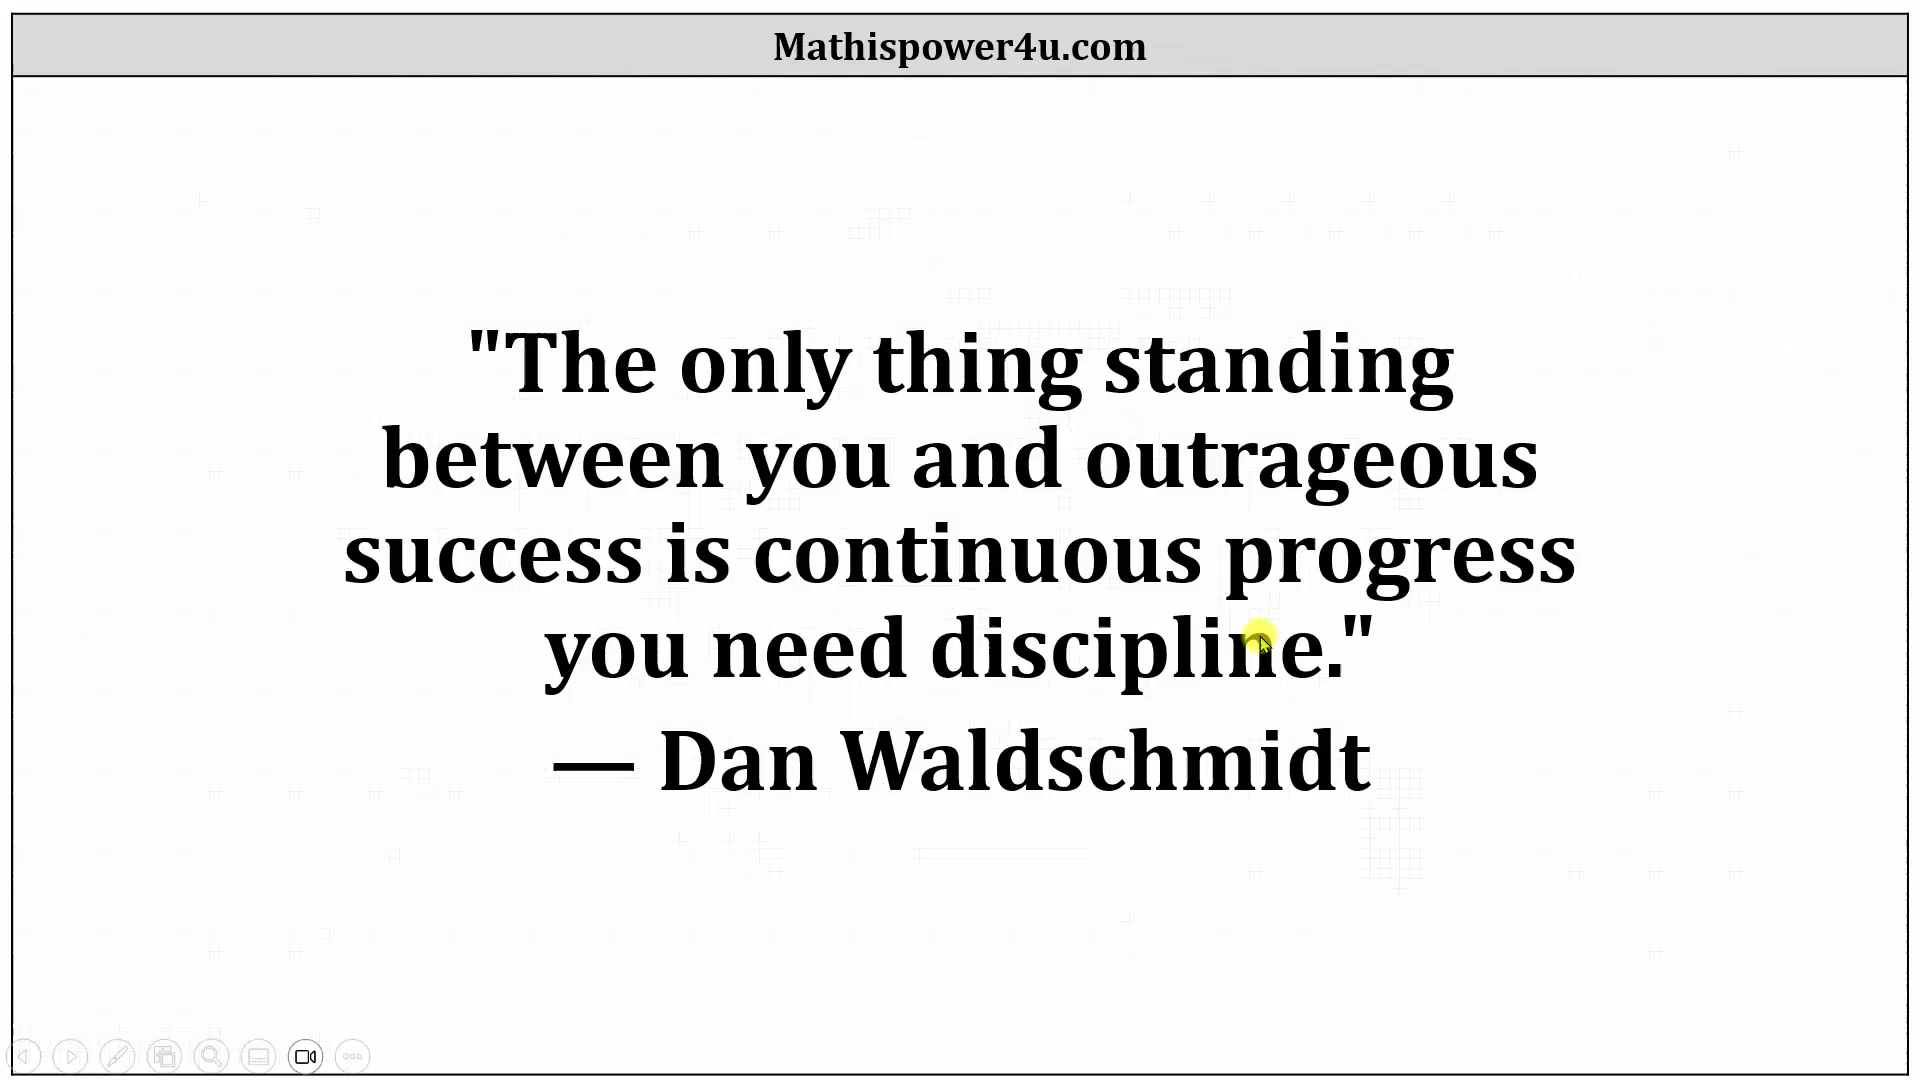 Mathispower4u.com
"The only thing standing
between you and outrageous
success is continuous progress
you need discipline."
— Dan Waldschmidt